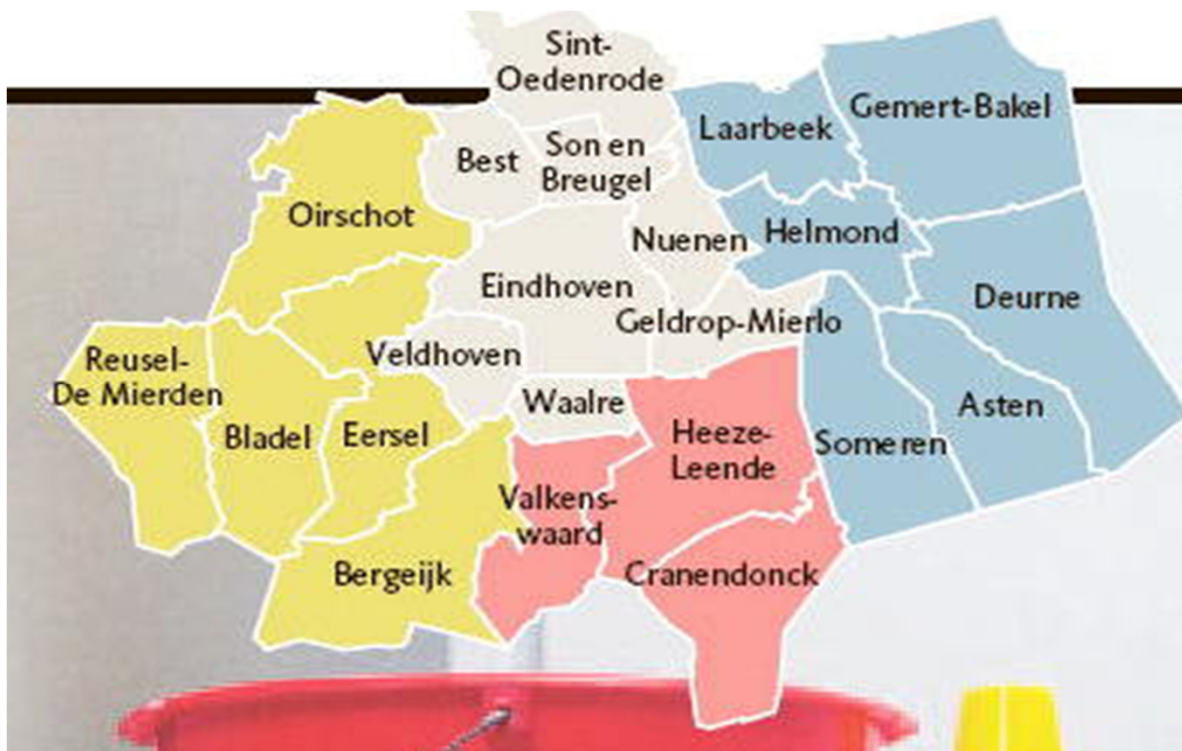 Sint-
Oedenrode
Gemert-Bakel
Laarbeek
Best
Son en
Breugel
Oirschot
Nuenen
Helmond
Eindhoven
Deurne
Geldrop-Mierlo
Reusel-
De Mierden
Veldhoven
Waalre
Asten
Bladel
Eersel
Heeze-
Leende
Someren
Valkens-
waard
Bergeijk
Cranendonck